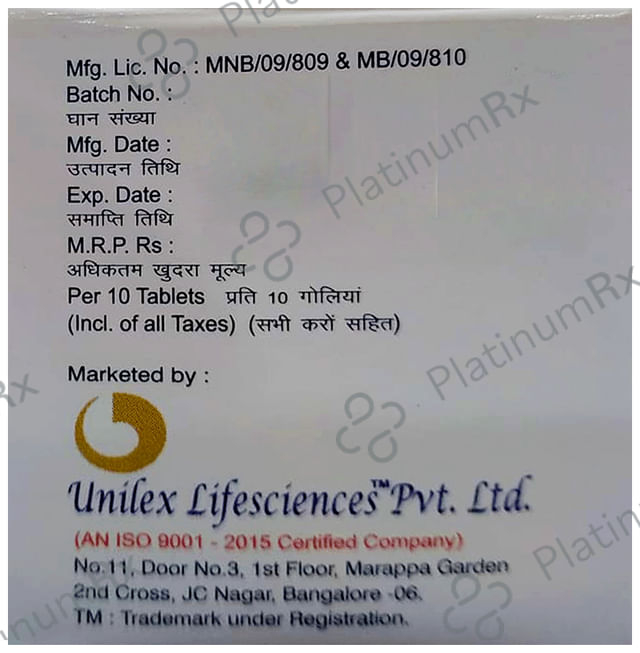 Mfg. Lic. No. : MNB/09/809 & MB/09/810
Batch No. :
घान संख्या
Mfg. Date :
उत्पादन तिथि
Exp. Date :
समाप्ति तिथि
M.R.P. Rs :
अधिकतम खुदरा मूल्य
Per 10 Tablets प्रति 10 गोलियां
(Incl. of all Taxes) (सभी करों सहित)
Marketed by :
Unilex Lifesciences™ Pvt. Ltd.
(AN ISO 9001 - 2015 Certified Company)
No.11, Door No.3, 1st Floor, Marappa Garden
2nd Cross, JC Nagar, Bangalore -06.
TM : Trademark under Registration.
PlatinumRx
PlatinumRx